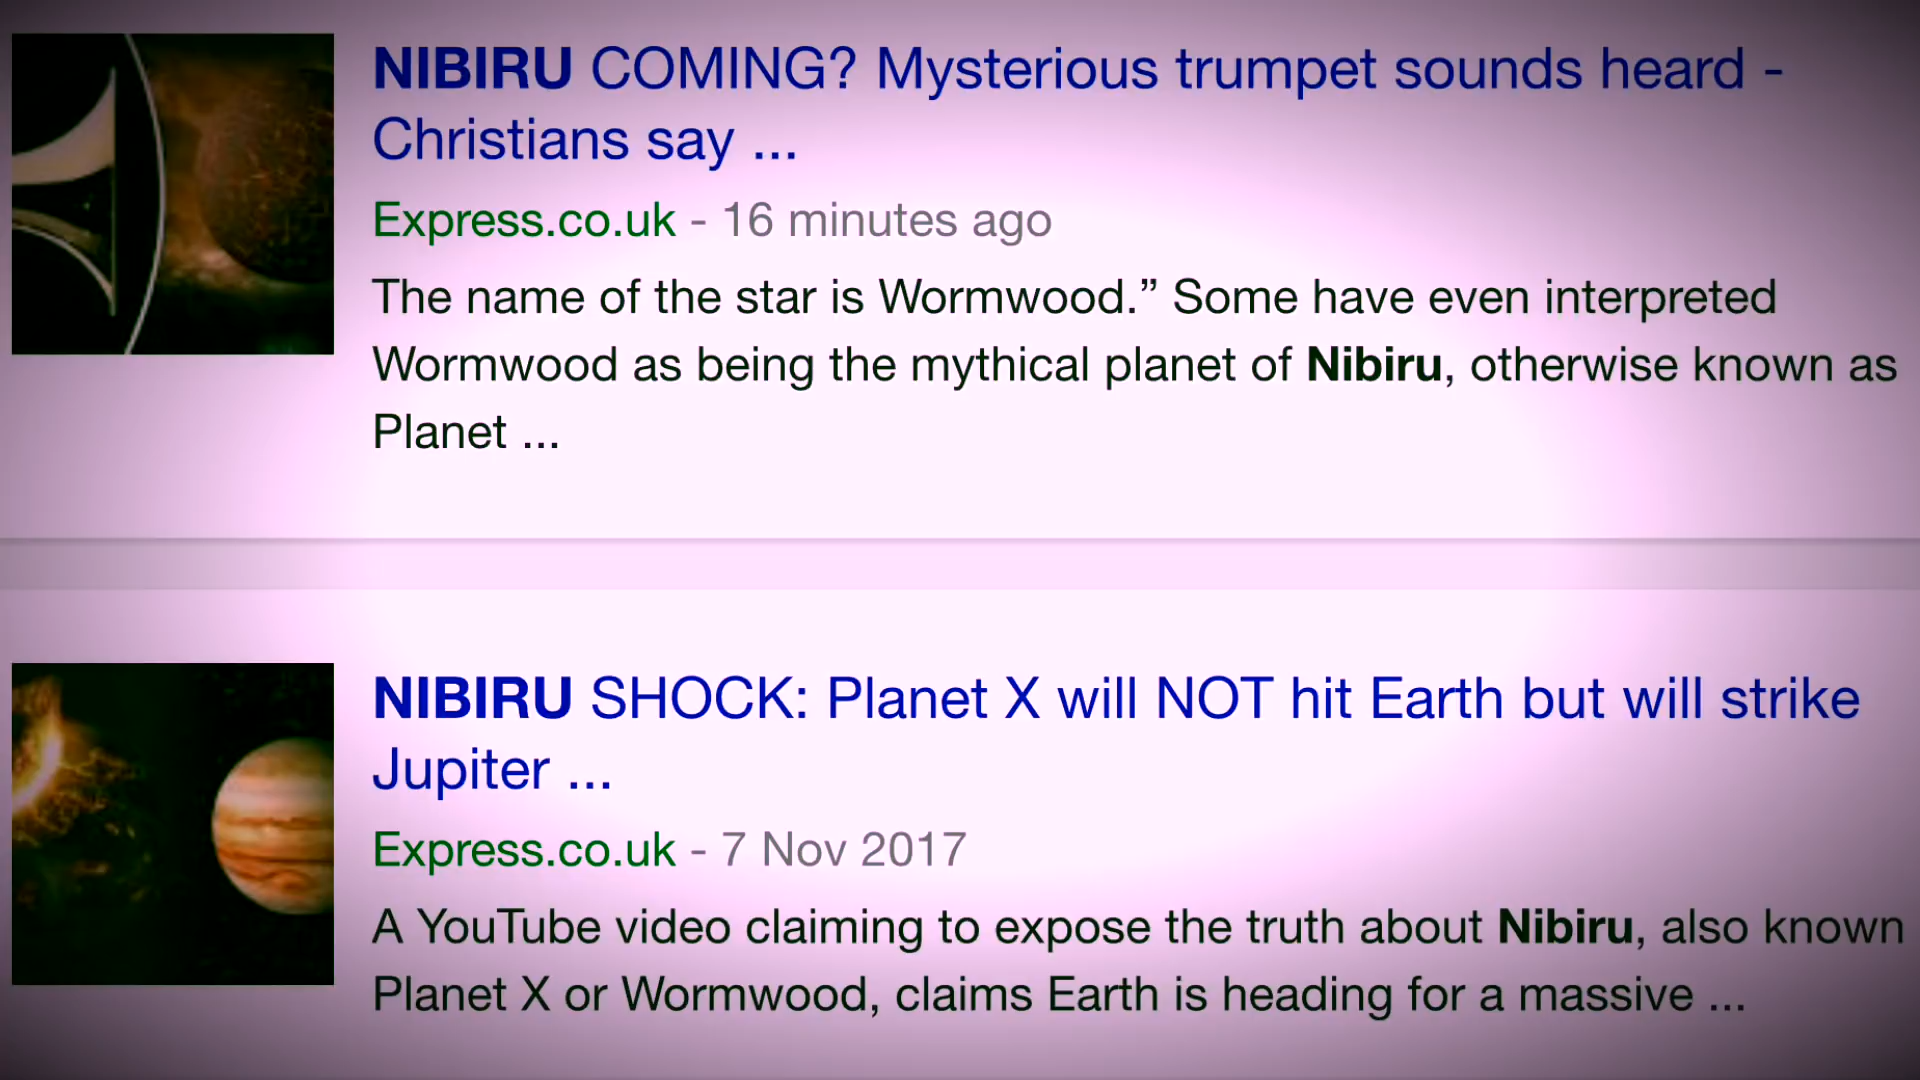 NIBIRU COMING? Mysterious trumpet sounds heard -
Christians say ...
Express.co.uk - 16 minutes ago
The name of the star is Wormwood.” Some have even interpreted
Wormwood as being the mythical planet of Nibiru, otherwise known as
Planet ...
NIBIRU SHOCK: Planet X will NOT hit Earth but will strike
Jupiter ...
Express.co.uk - 7 Nov 2017
A YouTube video claiming to expose the truth about Nibiru, also known
Planet X or Wormwood, claims Earth is heading for a massive ...